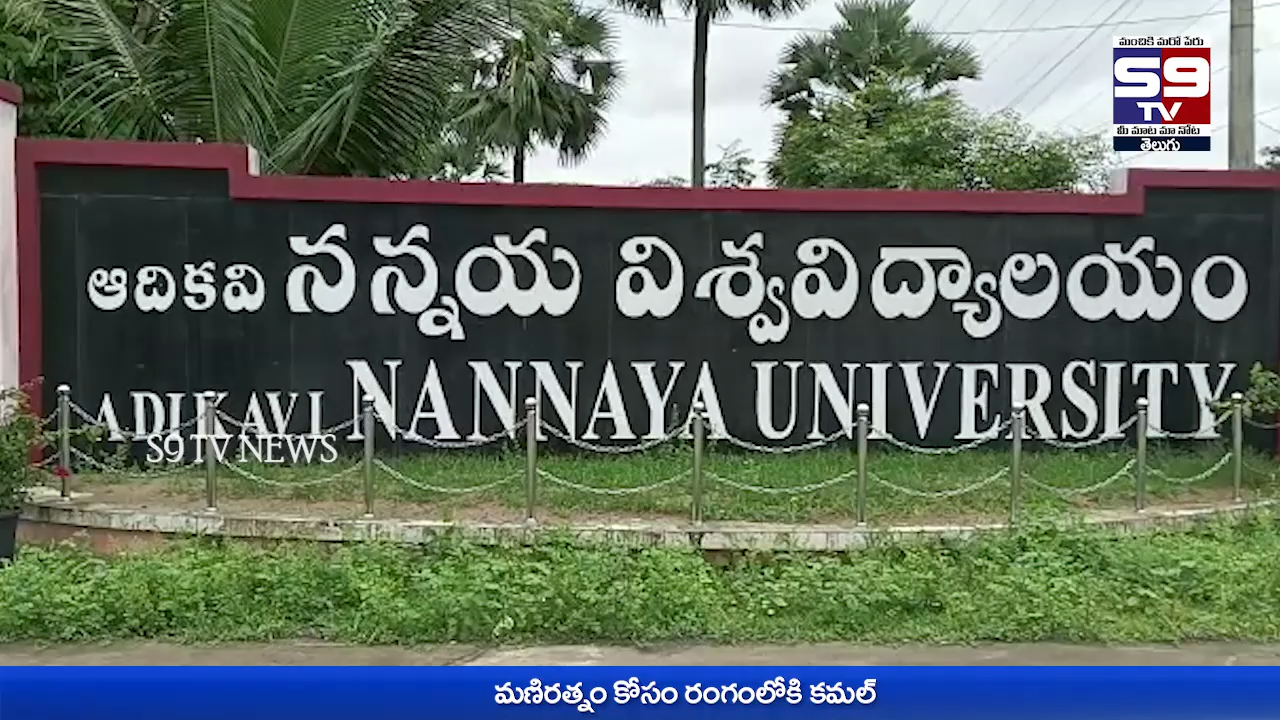 మంచికి మరో పేరు
S9
TV
మీ మాట మా నోట
తెలుగు
ఆదికవి నన్నయ విశ్వవిద్యాలయం
ADIKAVI NANNAYA UNIVERSITY
S9 TV NEWS
మణిరత్నం కోసం రంగంలోకి కమల్